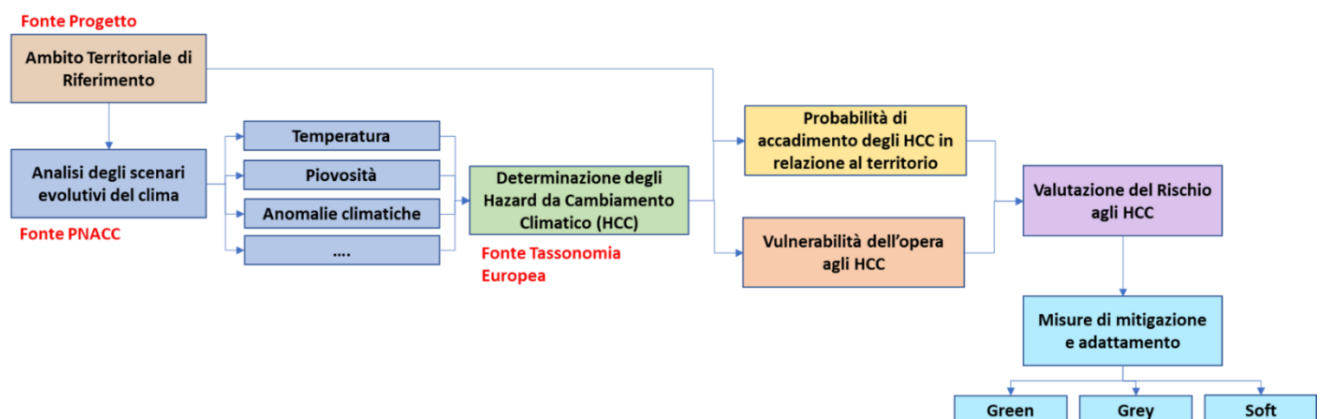 Fonte Progetto
Ambito Territoriale di
Riferimento
Analisi degli scenari
evolutivi del clima
Fonte PNACC
Temperatura
Piovosità
Anomalie climatiche
....
Determinazione degli
Hazard da Cambiamento
Climatico (HCC)
Fonte Tassonomia
Europea
Probabilità di
accadimento degli HCC in
relazione al territorio
Vulnerabilità dell'opera
agli HCC
Valutazione del Rischio
agli HCC
Misure di mitigazione
e adattamento
Green
Grey
Soft